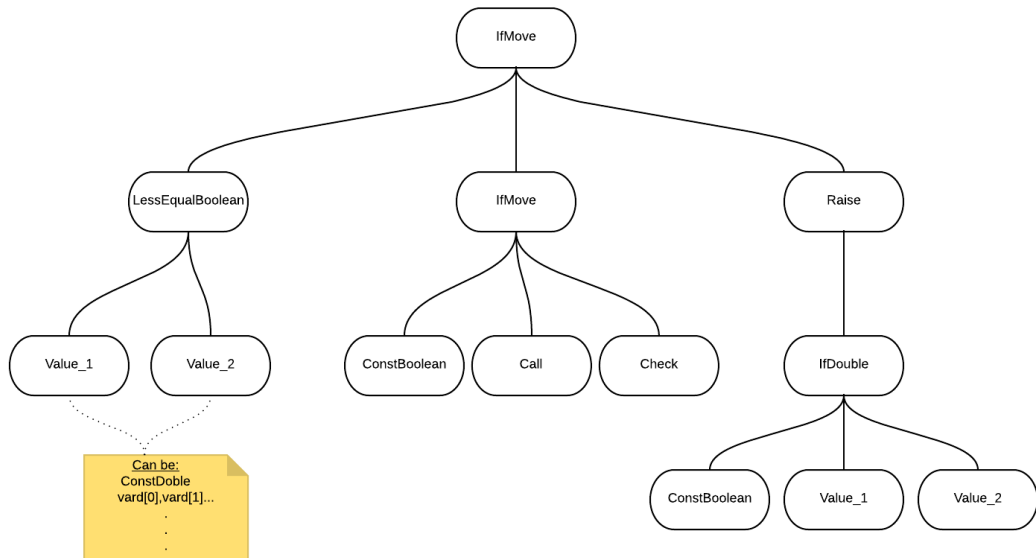 IfMove
LessEqualBoolean
IfMove
Raise
Value_1
Value_2
ConstBoolean
Call
Check
IfDouble
Can be:
ConstDoble
vard[0],vard[1]...
.
.
.
ConstBoolean
Value_1
Value_2